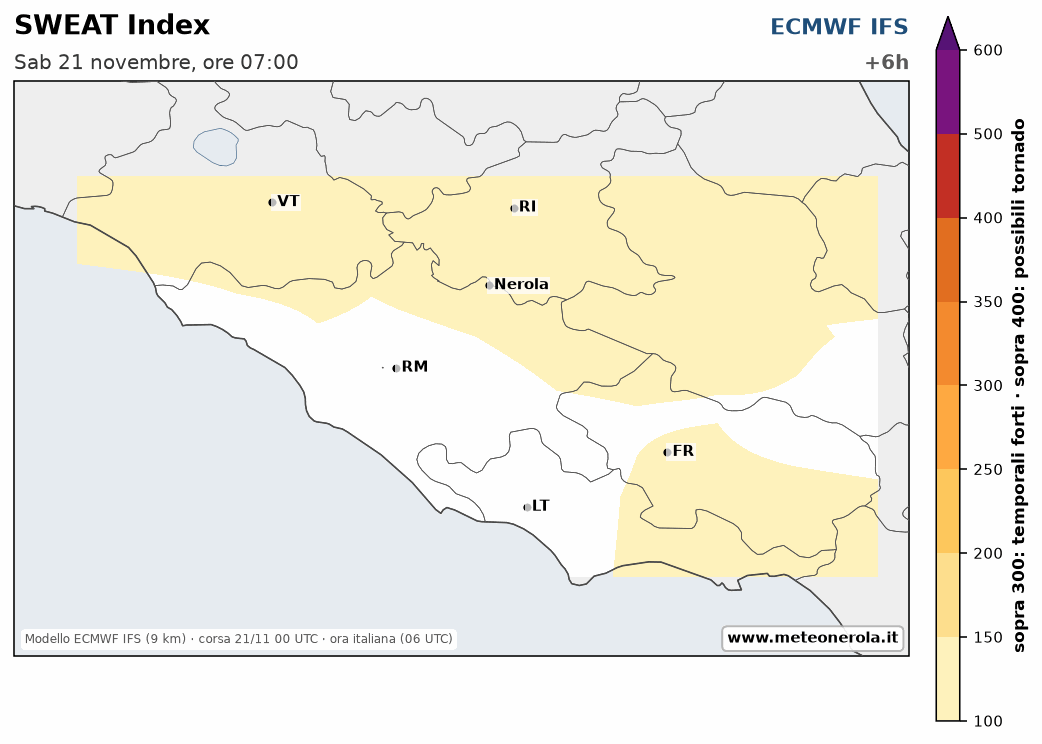 SWEAT Index
ECMWF IFS
Sab 21 novembre, ore 07:00
+6h
VT
RI
Nerola
RM
FR
LT
Modello ECMWF IFS (9 km) · corsa 21/11 00 UTC · ora italiana (06 UTC)
www.meteonerola.it
600
500
400
350
300
250
200
150
100
sopra 300: temporali forti · sopra 400: possibili tornado